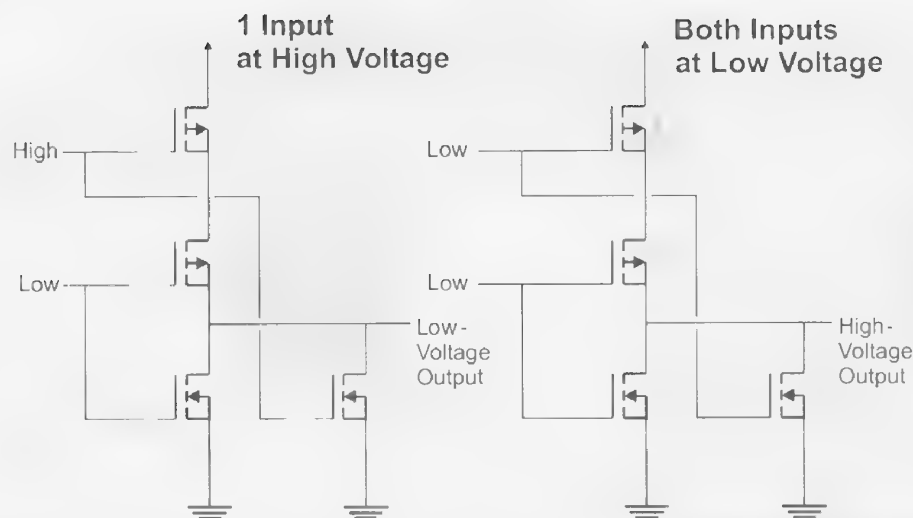 1 Input
at High Voltage
High
Low
Low-
Voltage
Output
Both Inputs
at Low Voltage
Low
Low
High-
Voltage
Output